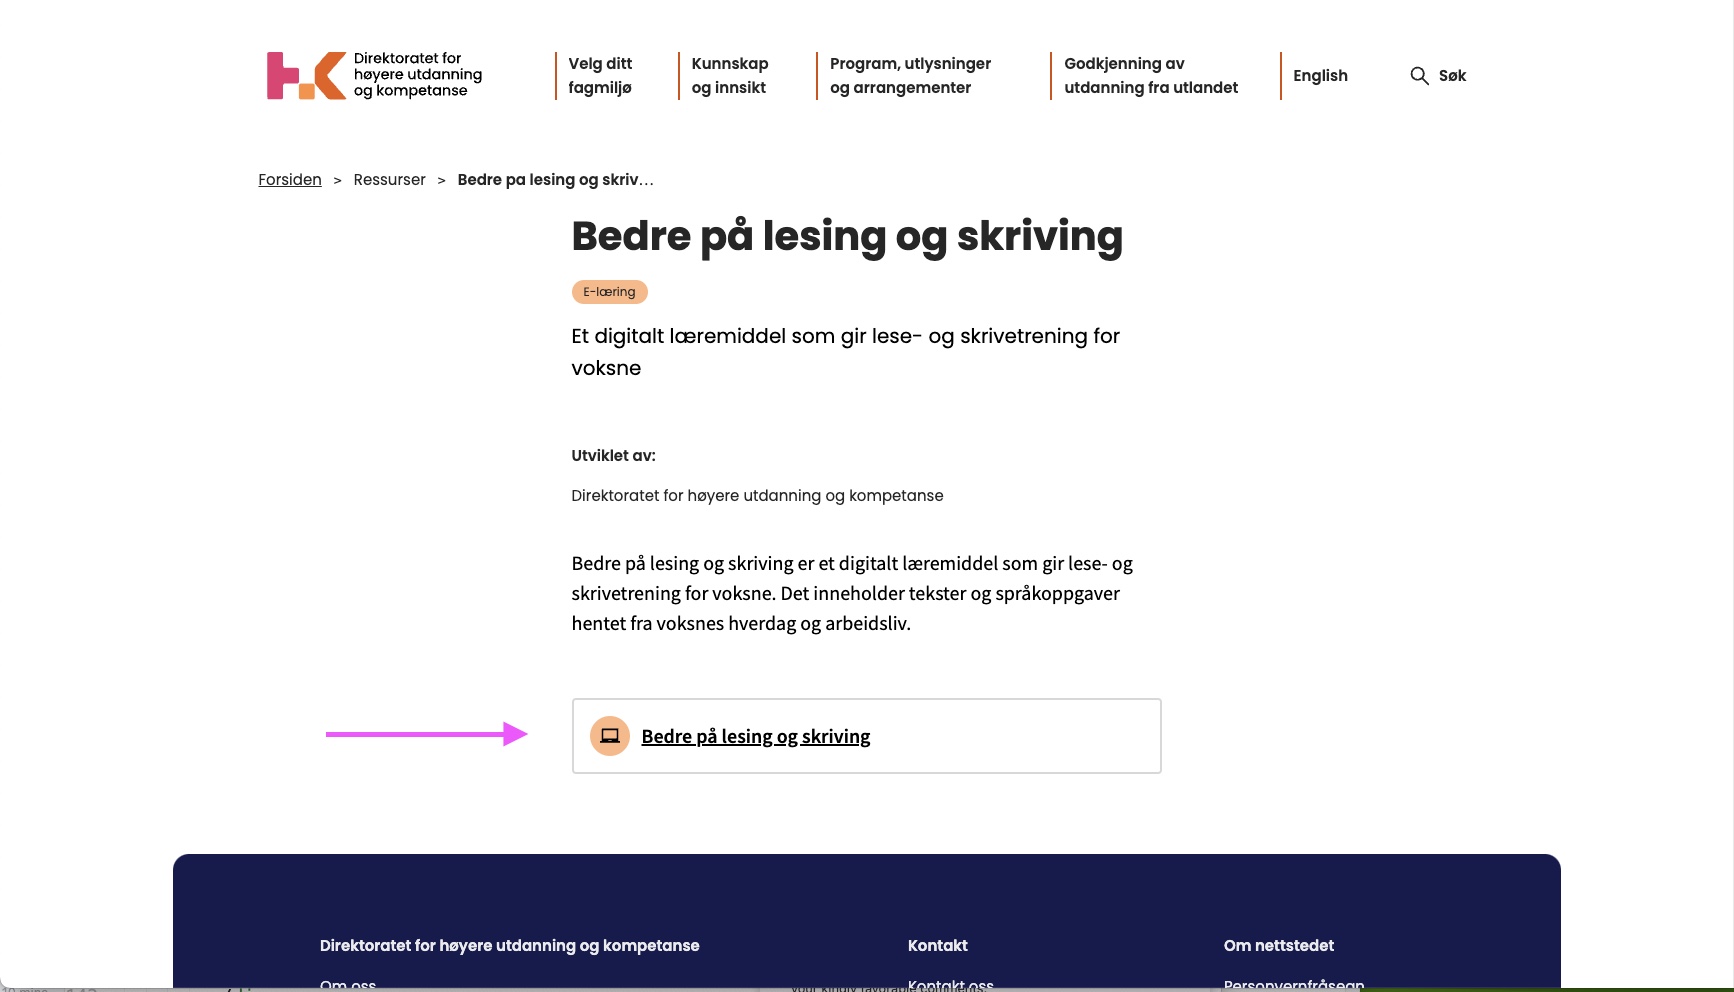 Direktoratet for
høyere utdanning
og kompetanse
Velg ditt
fagmiljø
Kunnskap
og innsikt
Program, utlysninger
og arrangementer
Godkjenning av
utdanning fra utlandet
English
Søk
Forsiden > Ressurser > Bedre pa lesing og skriv...
Bedre på lesing og skriving
E-læring
Et digitalt læremiddel som gir lese- og skrivetrening for
voksne
Utviklet av:
Direktoratet for høyere utdanning og kompetanse
Bedre på lesing og skriving er et digitalt læremiddel som gir lese- og
skrivetrening for voksne. Det inneholder tekster og språkoppgaver
hentet fra voksnes hverdag og arbeidsliv.
Bedre på lesing og skriving
Direktoratet for høyere utdanning og kompetanse
Om oss
Kontakt
Kontakt oss
Om nettstedet
Personvernfråsegn